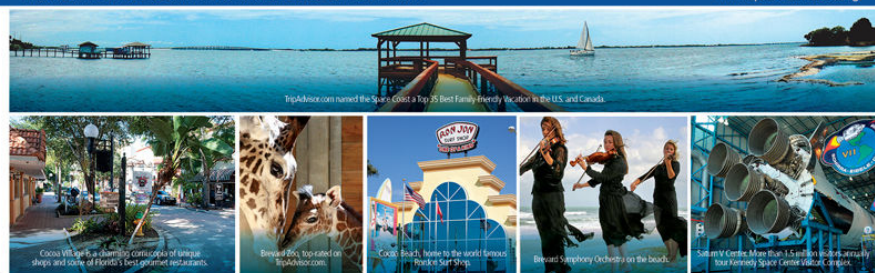 TripAdvisor.com named the Space Coast a Top 35 Best Family-Friendly Vacation in the U.S. and Canada.
RON JON
SURF SHOP
Cocoa Village is a charming cornucopia of unique
shops and some of Florida's best gourmet restaurants.
Brevard Zoo, top-rated on
TripAdvisor.com.
Cocoa Beach, home to the world famous
RonJon Surf Shop.
Brevard Symphony Orchestra on the beach.
Saturn V Center. More than 1.5 million visitors annually
tour Kennedy Space Center Visitor Complex.